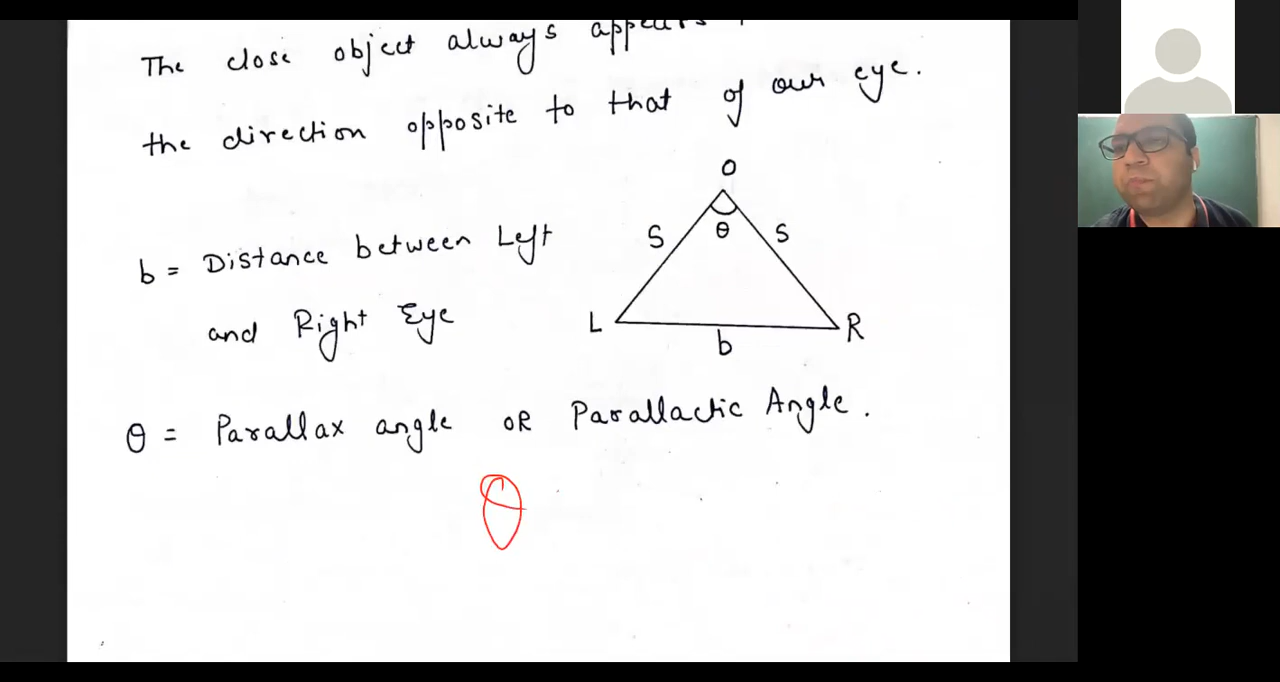 The close object always appears
the direction opposite to that of our eye.
O
θ
S
S
L
R
b
b = Distance between Left
and Right Eye
θ = Parallax angle OR Parallactic Angle.
θ